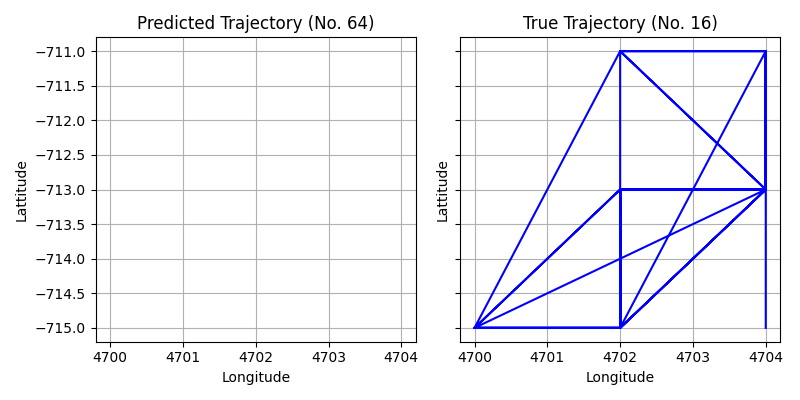 Predicted Trajectory (No. 64)
Lattitude
−711.0
−711.5
−712.0
−712.5
−713.0
−713.5
−714.0
−714.5
−715.0
4700 4701 4702 4703 4704
Longitude
True Trajectory (No. 16)
Lattitude
4700 4701 4702 4703 4704
Longitude